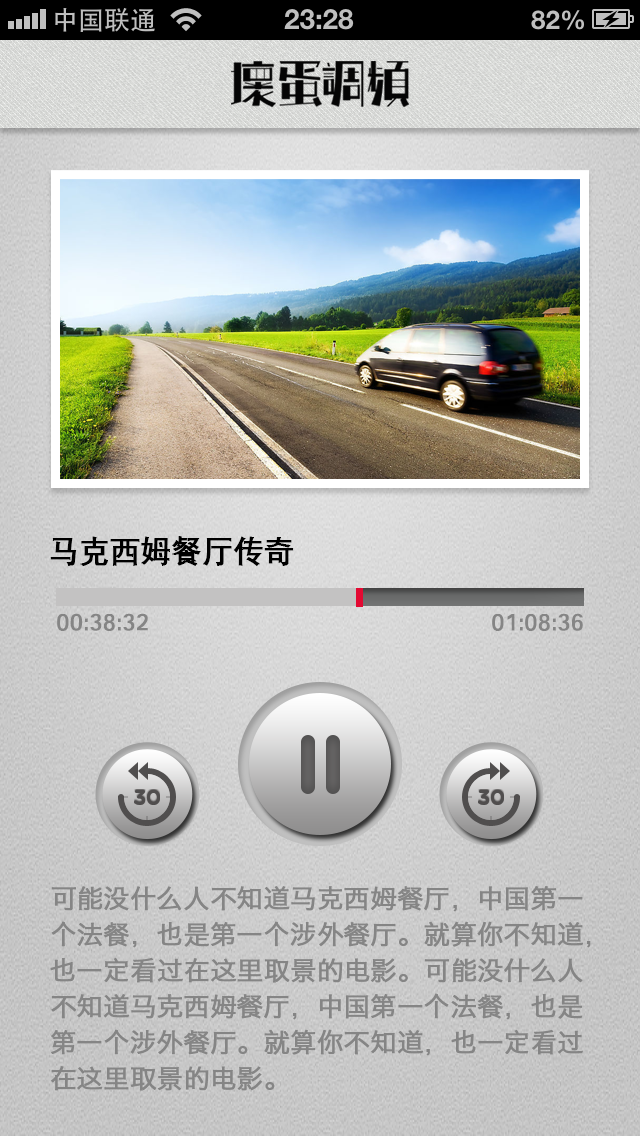 中国联通
23:28
82%
壞蛋調頻
马克西姆餐厅传奇
00:38:32
01:08:36
30
30
可能没什么人不知道马克西姆餐厅，中国第一
个法餐，也是第一个涉外餐厅。就算你不知道，
也一定看过在这里取景的电影。可能没什么人
不知道马克西姆餐厅，中国第一个法餐，也是
第一个涉外餐厅。就算你不知道，也一定看过
在这里取景的电影。